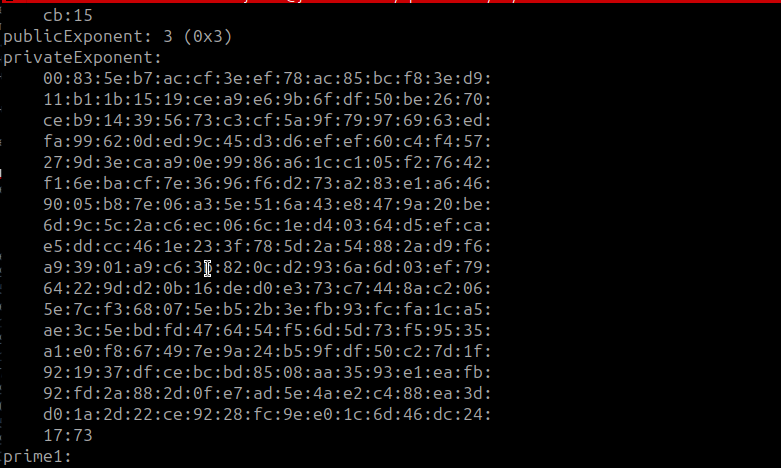 cb:15
publicExponent: 3 (0x3)
privateExponent:
00:83:5e:b7:ac:cf:3e:ef:78:ac:85:bc:f8:3e:d9:
11:b1:1b:15:19:ce:a9:e6:9b:6f:df:50:be:26:70:
ce:b9:14:39:56:73:c3:cf:5a:9f:79:97:69:63:ed:
fa:99:62:0d:ed:9c:45:d3:d6:ef:ef:60:c4:f4:57:
27:9d:3e:ca:a9:0e:99:86:a6:1c:c1:05:f2:76:42:
f1:6e:ba:cf:7e:36:96:f6:d2:73:a2:83:e1:a6:46:
90:05:b8:7e:06:a3:5e:51:6a:43:e8:47:9a:20:be:
6d:9c:5c:2a:c6:ec:06:6c:1e:d4:03:64:d5:ef:ca:
e5:dd:cc:46:1e:23:3f:78:5d:2a:54:88:2a:d9:f6:
a9:39:01:a9:c6::82:0c:d2:93:6a:6d:03:ef:79:
64:22:9d:d2:0b:16:de:d0:e3:73:c7:44:8a:c2:06:
5e:7c:f3:68:07:5e:b5:2b:3e:fb:93:fc:fa:1c:a5:
ae:3c:5e:bd:fd:47:64:54:f5:6d:5d:73:f5:95:35:
a1:e0:f8:67:49:7e:9a:24:b5:9f:df:50:c2:7d:1f:
92:19:37:df:ce:bc:bd:85:08:aa:35:93:e1:ea:fb:
92:fd:2a:88:2d:0f:e7:ad:5e:4a:e2:c4:88:ea:3d:
d0:1a:2d:22:ce:92:28:fc:9e:e0:1c:6d:46:dc:24:
17:73
prime1: